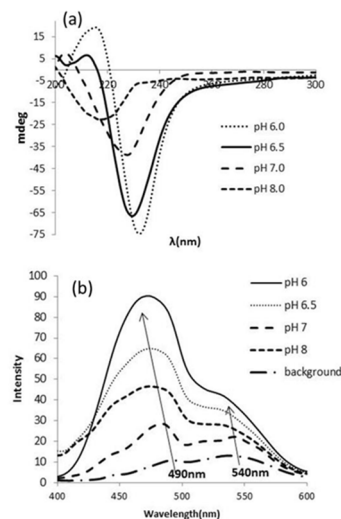 (a)
15
5
-5
-15
-25
-35
-45
-55
-65
-75
200 220 240 260 280 300
mdeg
pH 6.0
pH 6.5
pH 7.0
pH 8.0
λ(nm)
(b)
100
90
80
70
60
50
40
30
20
10
0
Intensity
pH 6
pH 6.5
pH 7
pH 8
background
490nm
540nm
400 450 500 550 600
Wavelength(nm)